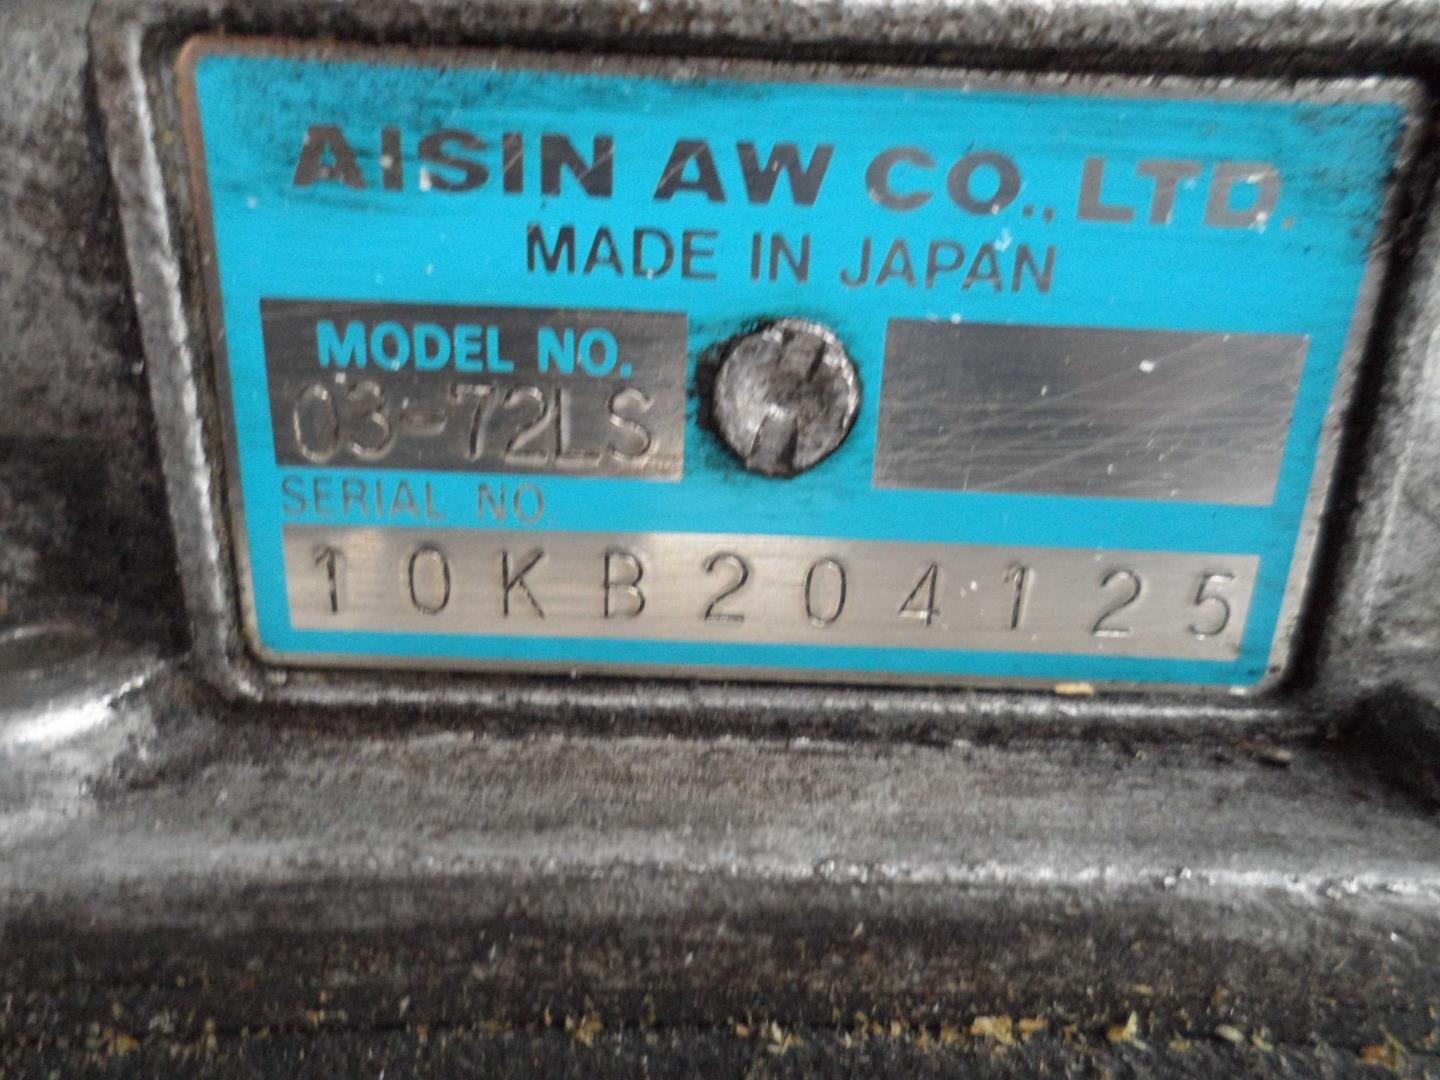 AISIN AW CO., LTD.
MADE IN JAPAN
MODEL NO.
03-72LS
SERIAL NO.
10KB204125